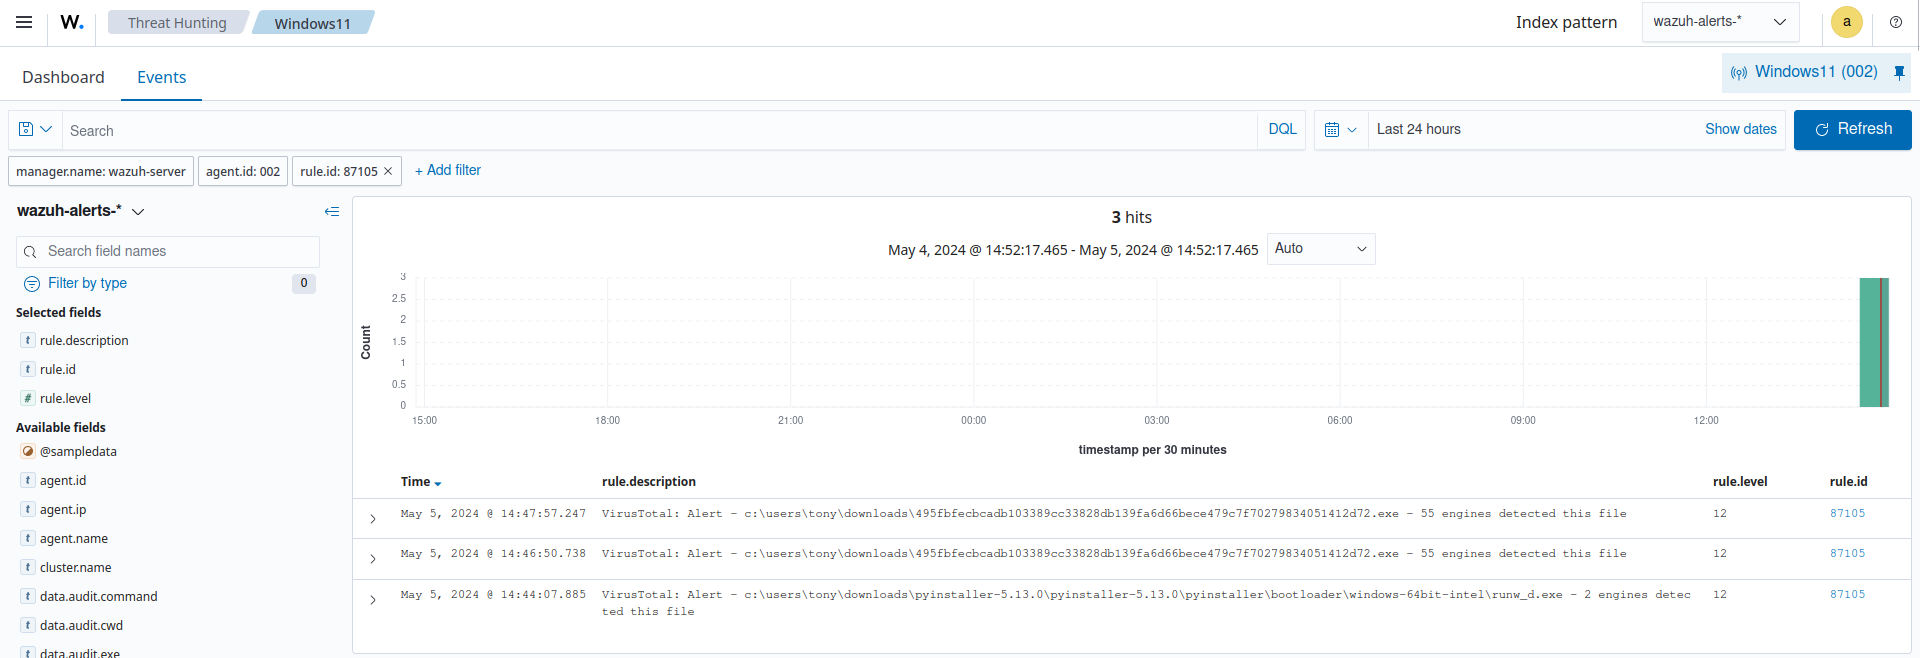 W.
Threat Hunting
Windows11
Index pattern
wazuh-alerts-*
a
Dashboard
Events
Windows11 (002)
Search
DQL
Last 24 hours
Show dates
Refresh
manager.name: wazuh-server
agent.id: 002
rule.id: 87105
+ Add filter
wazuh-alerts-*
Search field names
Filter by type
0
Selected fields
t rule.description
t rule.id
# rule.level
Available fields
@sampledata
t agent.id
t agent.ip
t agent.name
t cluster.name
t data.audit.command
t data.audit.cwd
t data.audit.exe
3 hits
May 4, 2024 @ 14:52:17.465 - May 5, 2024 @ 14:52:17.465
Auto
Count
3
2.5
2
1.5
1
0.5
0
15:00 18:00 21:00 00:00 03:00 06:00 09:00 12:00
timestamp per 30 minutes
Time rule.description rule.level rule.id
May 5, 2024 @ 14:47:57.247 VirusTotal: Alert - c:\users\tony\downloads\495fbfecbcadb103389cc33828db139fa6d66bece479c7f70279834051412d72.exe - 55 engines detected this file 12 87105
May 5, 2024 @ 14:46:50.738 VirusTotal: Alert - c:\users\tony\downloads\495fbfecbcadb103389cc33828db139fa6d66bece479c7f70279834051412d72.exe - 55 engines detected this file 12 87105
May 5, 2024 @ 14:44:07.885 VirusTotal: Alert - c:\users\tony\downloads\pyinstaller-5.13.0\pyinstaller-5.13.0\pyinstaller\bootloader\windows-64bit-intel\runw_d.exe - 2 engines detec 12 87105
ted this file